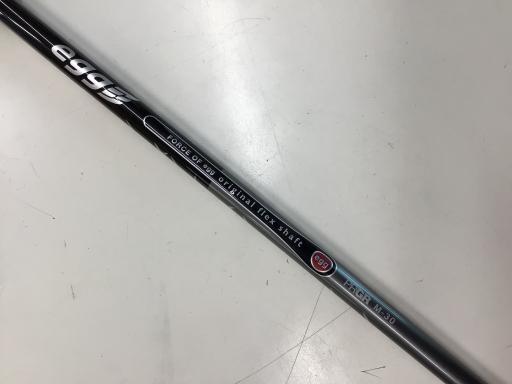 egg
FORCE OF egg original flex shaft
egg
PRGR M-30